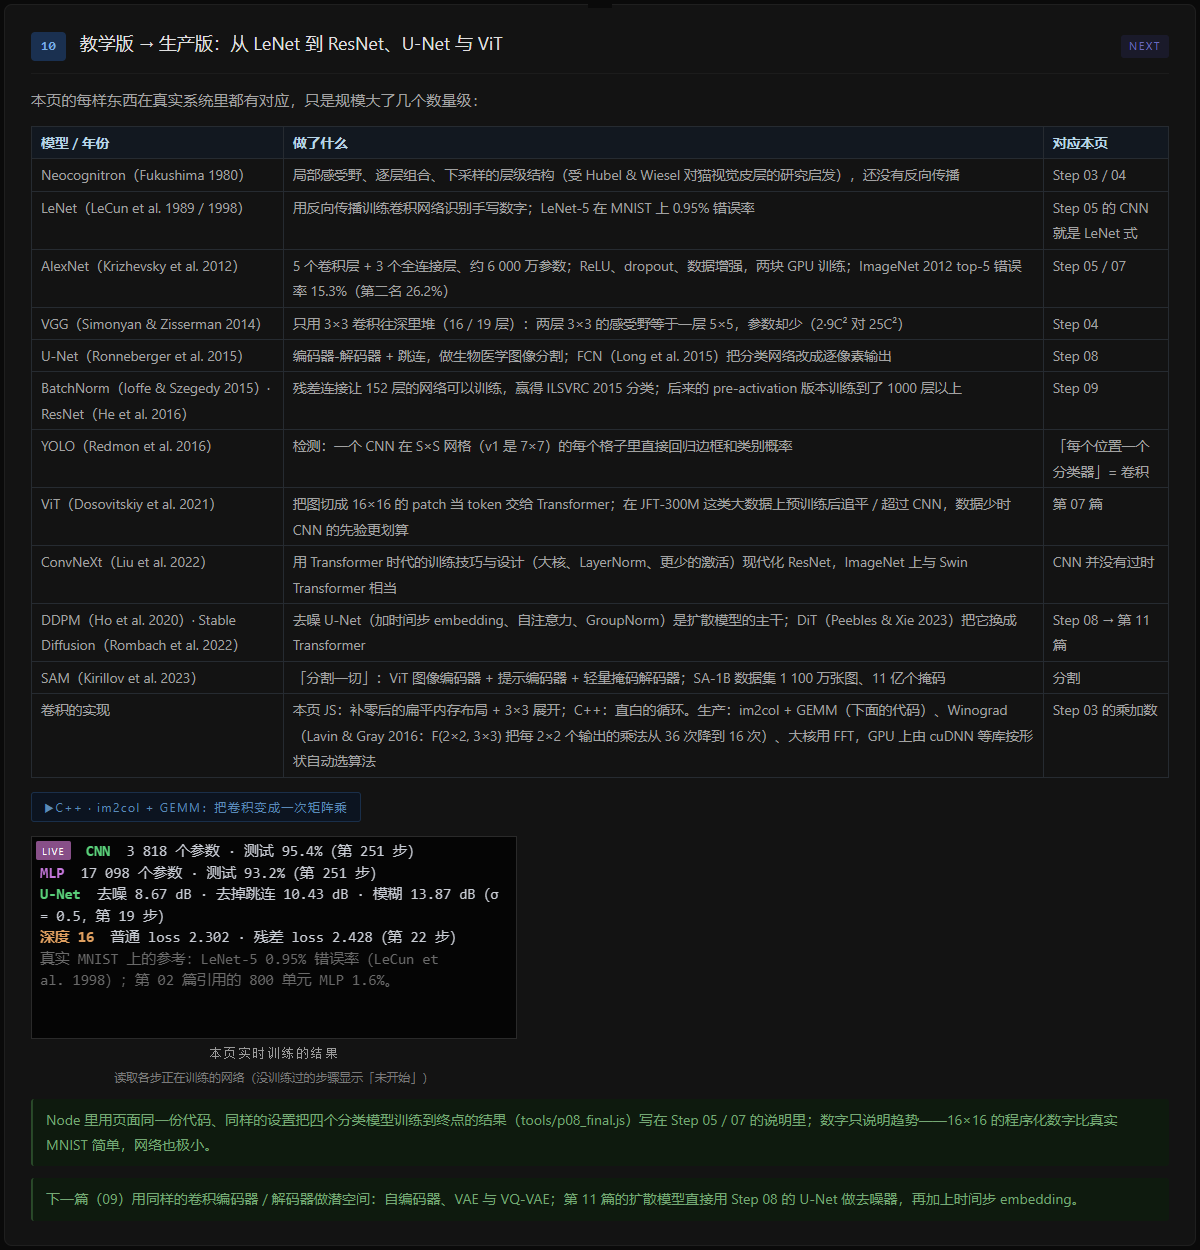 10
教学版 → 生产版：从 LeNet 到 ResNet、U-Net 与 ViT
NEXT
本页的每样东西在真实系统里都有对应，只是规模大了几个数量级：
模型 / 年份
做了什么
对应本页
Neocognitron（Fukushima 1980）
局部感受野、逐层组合、下采样的层级结构（受 Hubel & Wiesel 对猫视觉皮层的研究启发），还没有反向传播
Step 03 / 04
LeNet（LeCun et al. 1989 / 1998）
用反向传播训练卷积网络识别手写数字；LeNet-5 在 MNIST 上 0.95% 错误率
Step 05 的 CNN
就是 LeNet 式
AlexNet（Krizhevsky et al. 2012）
5 个卷积层 + 3 个全连接层、约 6 000 万参数；ReLU、dropout、数据增强，两块 GPU 训练；ImageNet 2012 top-5 错误
率 15.3%（第二名 26.2%）
Step 05 / 07
VGG（Simonyan & Zisserman 2014）
只用 3×3 卷积往深里堆（16 / 19 层）：两层 3×3 的感受野等于一层 5×5，参数却少（2·9C² 对 25C²）
Step 04
U-Net（Ronneberger et al. 2015）
编码器-解码器 + 跳连，做生物医学图像分割；FCN（Long et al. 2015）把分类网络改成逐像素输出
Step 08
BatchNorm（Ioffe & Szegedy 2015）·
ResNet（He et al. 2016）
残差连接让 152 层的网络可以训练，赢得 ILSVRC 2015 分类；后来的 pre-activation 版本训练到了 1000 层以上
Step 09
YOLO（Redmon et al. 2016）
检测：一个 CNN 在 S×S 网格（v1 是 7×7）的每个格子里直接回归边框和类别概率
「每个位置一个
分类器」= 卷积
ViT（Dosovitskiy et al. 2021）
把图切成 16×16 的 patch 当 token 交给 Transformer；在 JFT-300M 这类大数据上预训练后追平 / 超过 CNN，数据少时
CNN 的先验更划算
第 07 篇
ConvNeXt（Liu et al. 2022）
用 Transformer 时代的训练技巧与设计（大核、LayerNorm、更少的激活）现代化 ResNet，ImageNet 上与 Swin
Transformer 相当
CNN 并没有过时
DDPM（Ho et al. 2020）· Stable
Diffusion（Rombach et al. 2022）
去噪 U-Net（加时间步 embedding、自注意力、GroupNorm）是扩散模型的主干；DiT（Peebles & Xie 2023）把它换成
Transformer
Step 08 → 第 11
篇
SAM（Kirillov et al. 2023）
「分割一切」：ViT 图像编码器 + 提示编码器 + 轻量掩码解码器；SA-1B 数据集 1 100 万张图、11 亿个掩码
分割
卷积的实现
本页 JS：补零后的扁平内存布局 + 3×3 展开；C++：直白的循环。生产：im2col + GEMM（下面的代码）、Winograd
（Lavin & Gray 2016：F(2×2, 3×3) 把每 2×2 个输出的乘法从 36 次降到 16 次）、大核用 FFT，GPU 上由 cuDNN 等库按形
状自动选算法
Step 03 的乘加数
▶C++ · im2col + GEMM：把卷积变成一次矩阵乘
LIVE CNN 3 818 个参数 · 测试 95.4% (第 251 步)
MLP 17 098 个参数 · 测试 93.2% (第 251 步)
U-Net 去噪 8.67 dB · 去掉跳连 10.43 dB · 模糊 13.87 dB (σ
= 0.5, 第 19 步)
深度 16 普通 loss 2.302 · 残差 loss 2.428 (第 22 步)
真实 MNIST 上的参考：LeNet-5 0.95% 错误率（LeCun et
al. 1998）；第 02 篇引用的 800 单元 MLP 1.6%。
本页实时训练的结果
读取各步正在训练的网络（没训练过的步骤显示「未开始」）
Node 里用页面同一份代码、同样的设置把四个分类模型训练到终点的结果（tools/p08_final.js）写在 Step 05 / 07 的说明里；数字只说明趋势——16×16 的程序化数字比真实
MNIST 简单，网络也极小。
下一篇（09）用同样的卷积编码器 / 解码器做潜空间：自编码器、VAE 与 VQ-VAE；第 11 篇的扩散模型直接用 Step 08 的 U-Net 做去噪器，再加上时间步 embedding。